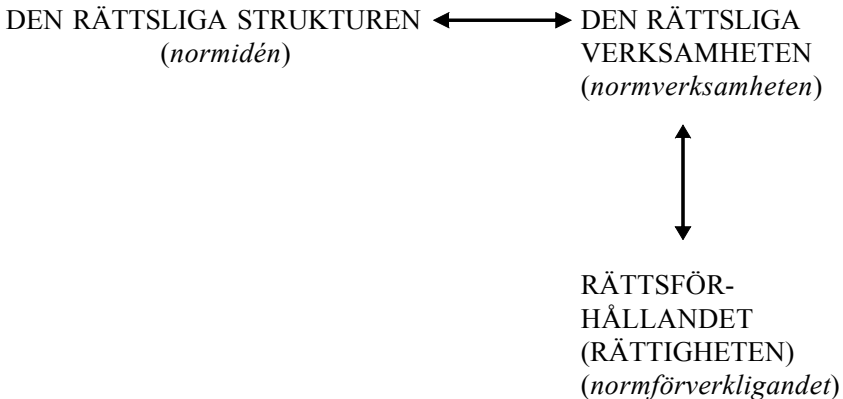 DEN RÄTTSLIGA STRUKTUREN
(normidén)
DEN RÄTTSLIGA
VERKSAMHETEN
(normverksamheten)
RÄTTSFÖR-
HÅLLANDET
(RÄTTIGHETEN)
(normförverkligandet)